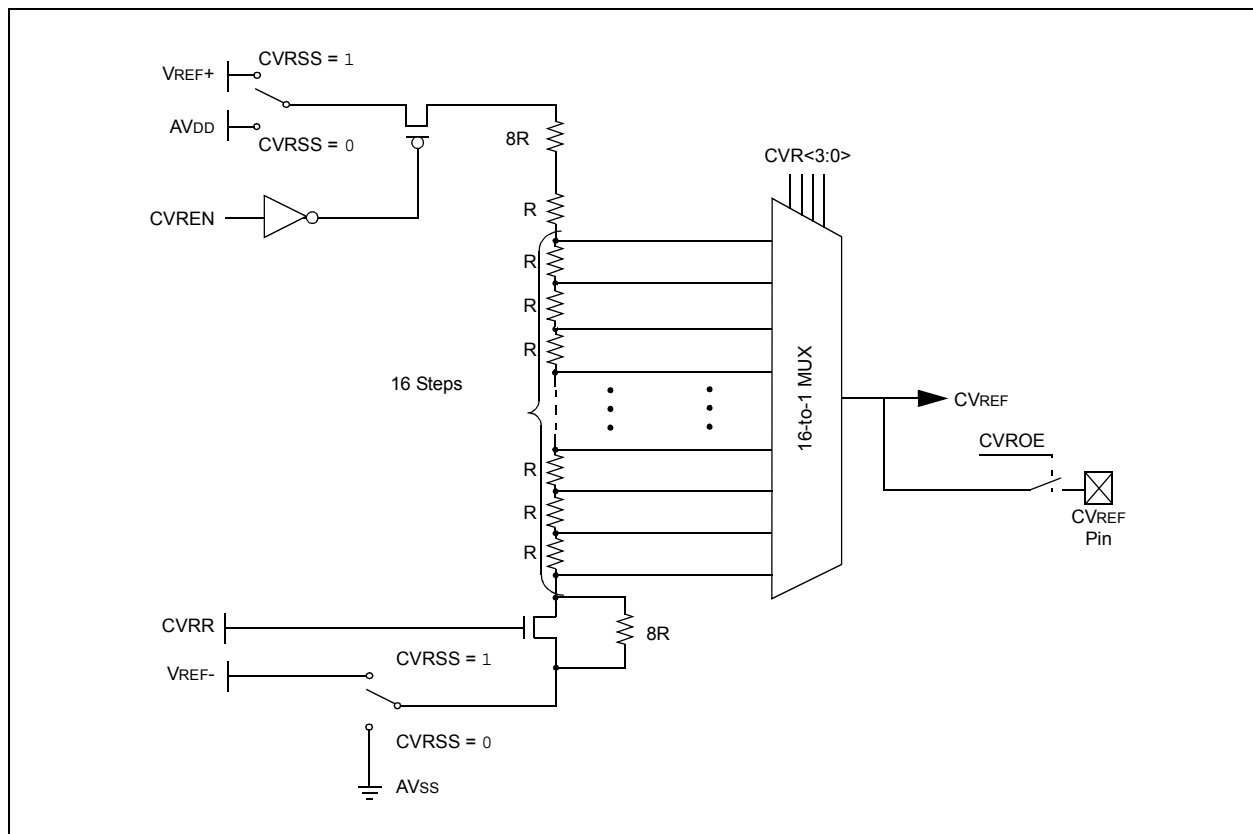 CVRSS = 1
VREF+
AVDD
CVRSS = 0
8R
CVREN
R
R
R
R
16 Steps
R
R
R
CVR<3:0>
16-to-1 MUX
CVREF
CVROE
CVREF
Pin
CVRR
8R
CVRSS = 1
VREF-
CVRSS = 0
AVSS